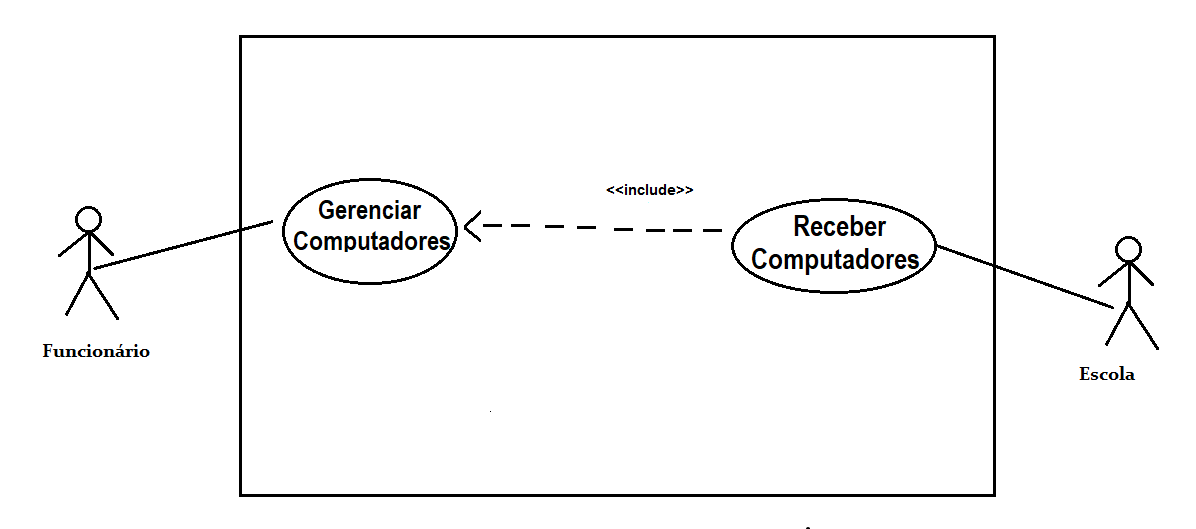 <<include>>
Gerenciar
Computadores
Receber
Computadores
Funcionário
Escola